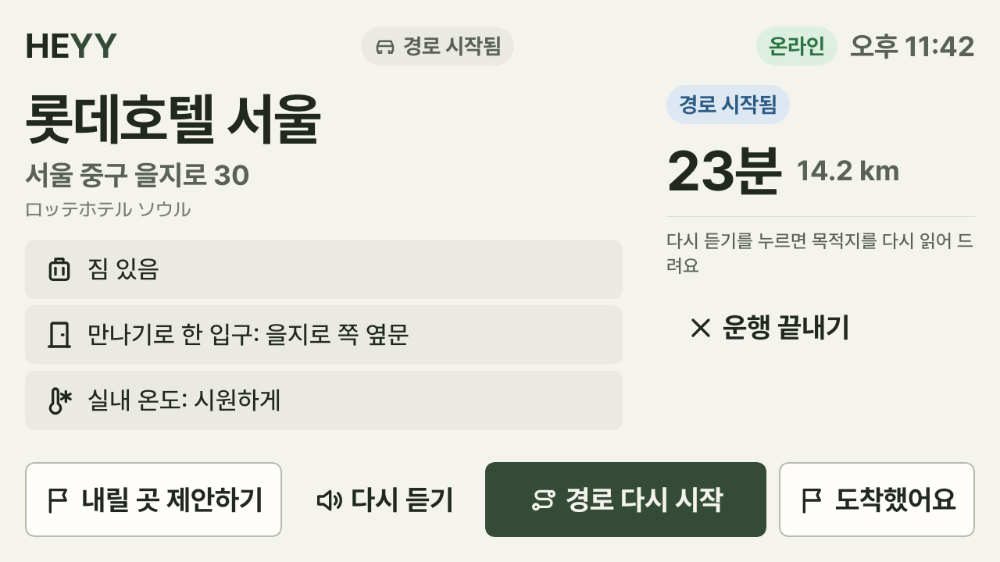 HEYY
경로 시작됨
온라인
오후 11:42
롯데호텔 서울
서울 중구 을지로 30
ロッテホテル ソウル
짐 있음
만나기로 한 입구: 을지로 쪽 옆문
실내 온도: 시원하게
경로 시작됨
23분 14.2 km
다시 듣기를 누르면 목적지를 다시 읽어 드
려요
운행 끝내기
내릴 곳 제안하기
다시 듣기
경로 다시 시작
도착했어요